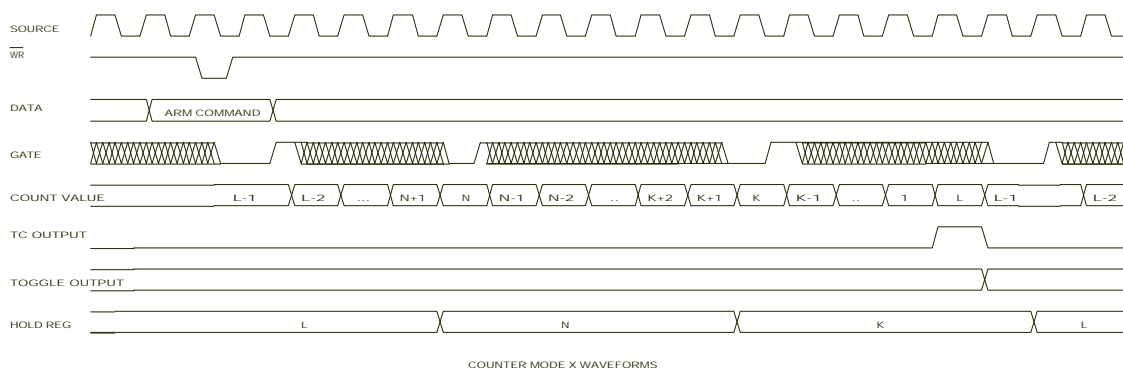 SOURCE
WR
DATA ARM COMMAND
GATE
COUNT VALUE L-1 L-2 ... N+1 N N-1 N-2 .. K+2 K+1 K K-1 .. 1 L L-1 L-2
TC OUTPUT
TOGGLE OUTPUT
HOLD REG L N K L
COUNTER MODE X WAVEFORMS